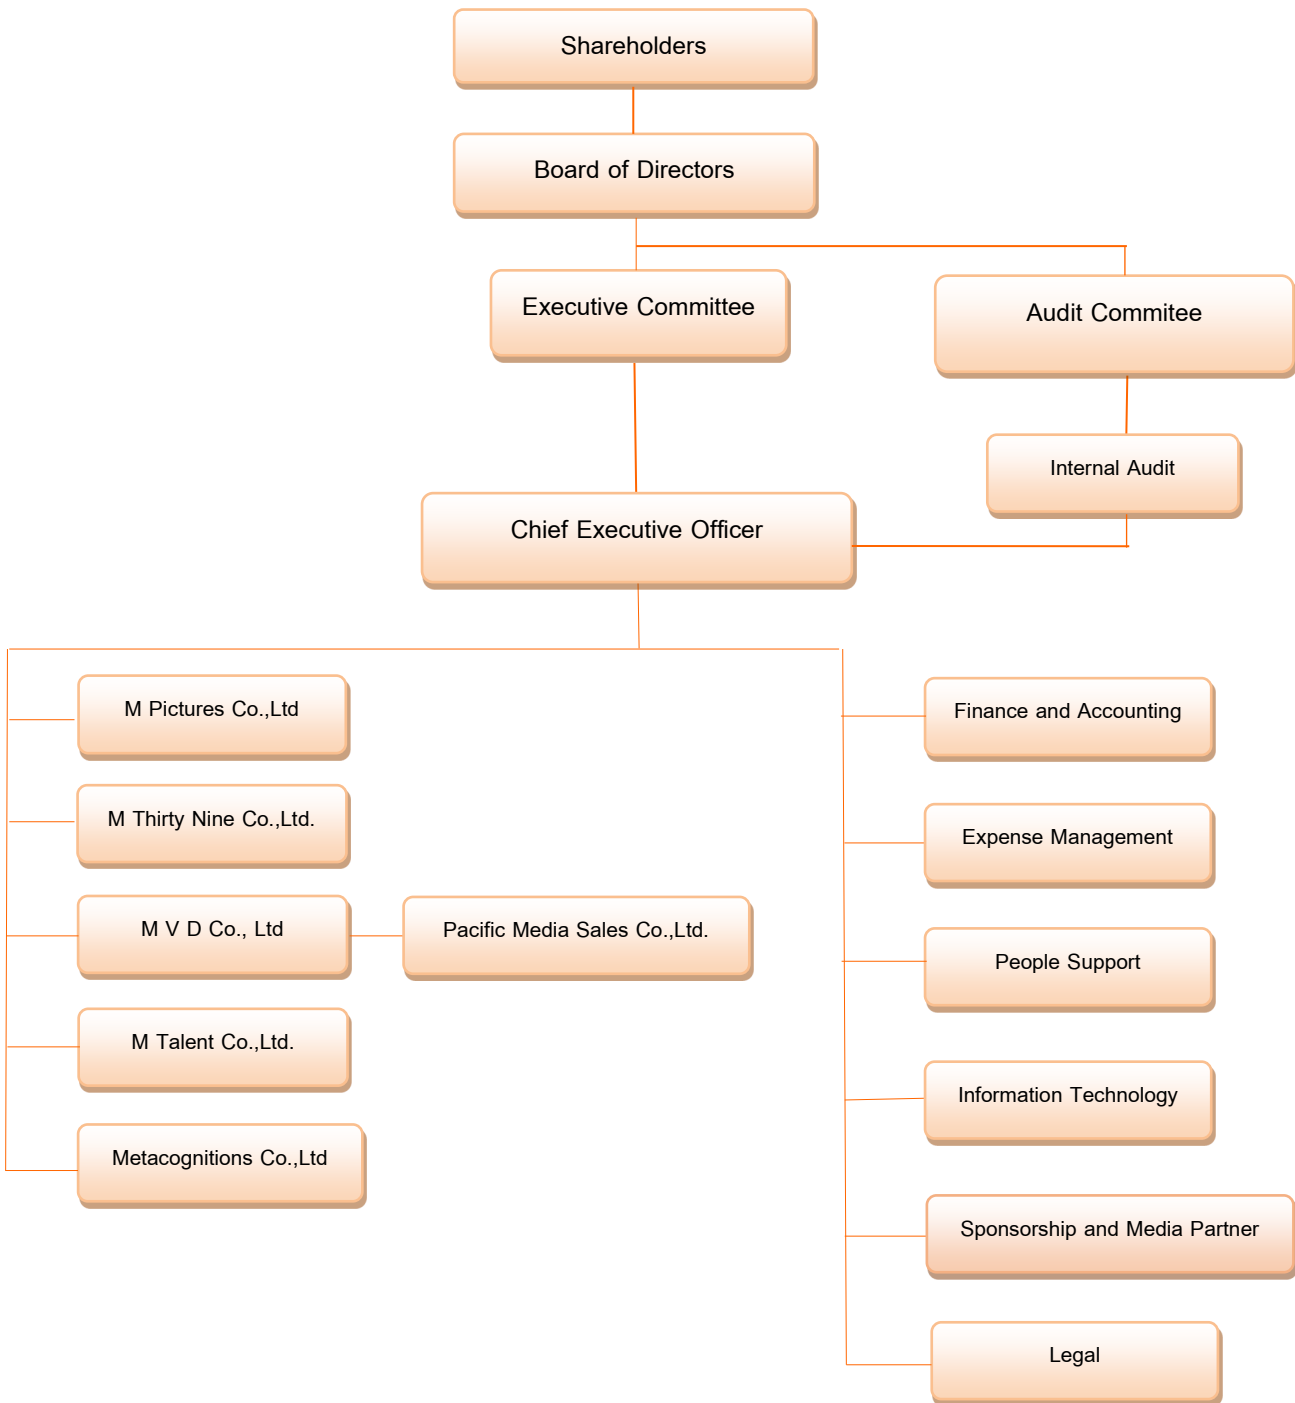 Shareholders
Board of Directors
Executive Committee
Audit Commitee
Internal Audit
Chief Executive Officer
M Pictures Co.,Ltd
M Thirty Nine Co.,Ltd.
M V D Co., Ltd
Pacific Media Sales Co.,Ltd.
M Talent Co.,Ltd.
Metacognitions Co.,Ltd
Finance and Accounting
Expense Management
People Support
Information Technology
Sponsorship and Media Partner
Legal